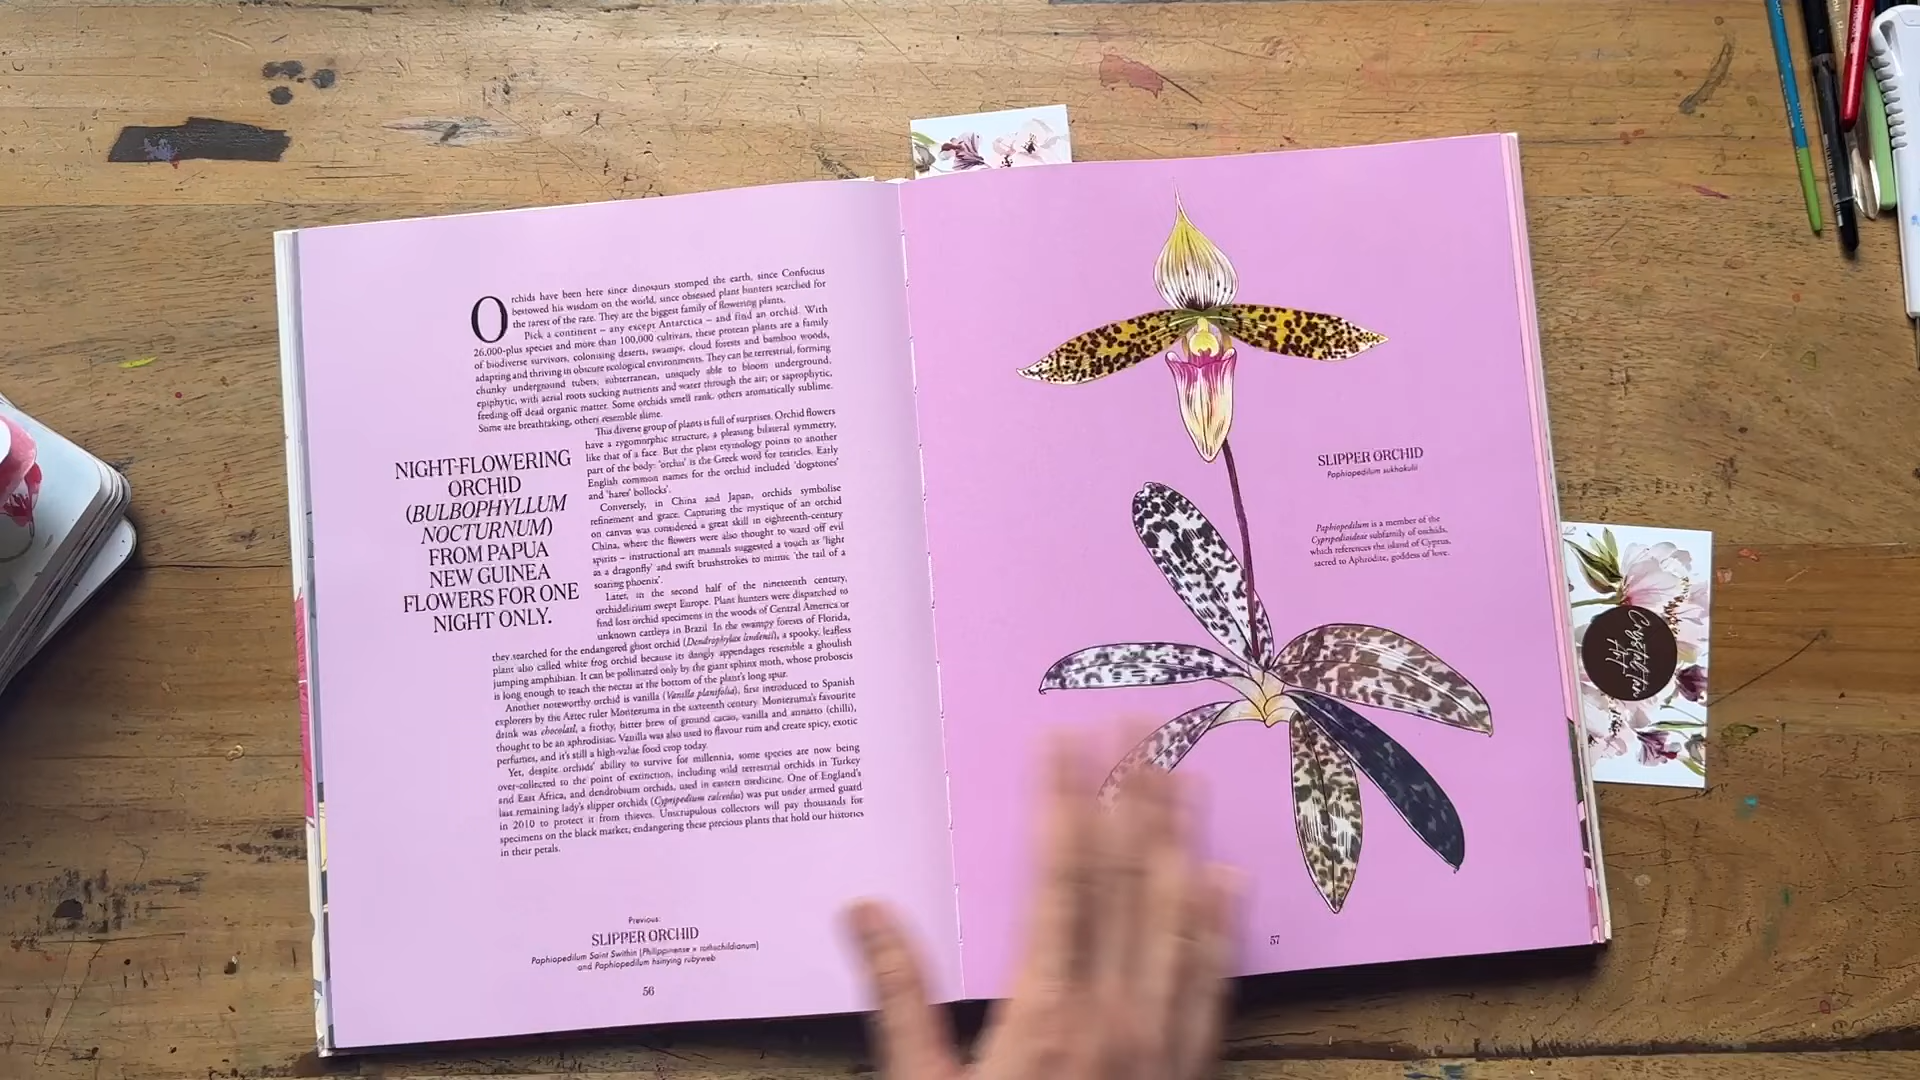 Orchids have been here since dinosaurs stomped the earth, since Confucius
bestowed his wisdom on the world, since obsessed plant hunters searched for
the rarest of the rare. They are the biggest family of flowering plants.
Pick a continent – any except Antarctica – and find an orchid. With
26,000-plus species and more than 100,000 cultivars, these protean plants are a family
of biodiverse survivors, colonising deserts, swamps, cloud forests and bamboo woods,
adapting and thriving in obscure ecological environments. They can be terrestrial, forming
chunky underground tubers; subterranean, uniquely able to bloom underground;
epiphytic, with aerial roots sucking nutrients and water through the air; or saprophytic,
feeding off dead organic matter. Some orchids smell rank, others aromatically sublime.
Some are breathtaking, others resemble slime.
This diverse group of plants is full of surprises. Orchid flowers
have a zygomorphic structure, a pleasing bilateral symmetry,
like that of a face. But the plant etymology points to another
part of the body: 'orchis' is the Greek word for testicles. Early
English common names for the orchid included 'dogstones'
and 'hares' bollocks'.
NIGHT-FLOWERING
ORCHID
(BULBOPHYLLUM
NOCTURNUM)
FROM PAPUA
NEW GUINEA
FLOWERS FOR ONE
NIGHT ONLY.
Conversely, in China and Japan, orchids symbolise
refinement and grace. Capturing the mystique of an orchid
on canvas was considered a great skill in eighteenth-century
China, where the flowers were also thought to ward off evil
spirits – instructional art manuals suggested a touch as 'light
as a dragonfly' and swift brushstrokes to mimic 'the tail of a
soaring phoenix'.
Later, in the second half of the nineteenth century,
orchidelirium swept Europe. Plant hunters were dispatched to
find lost orchid specimens in the woods of Central America or
unknown cattleya in Brazil. In the swampy forests of Florida,
they searched for the endangered ghost orchid (Dendrophylax lindenii), a spooky, leafless
plant also called white frog orchid because its dangly appendages resemble a ghoulish
jumping amphibian. It can be pollinated only by the giant sphinx moth, whose proboscis
is long enough to reach the nectar at the bottom of the plant's long spur.
Another noteworthy orchid is vanilla (Vanilla planifolia), first introduced to Spanish
explorers by the Aztec ruler Montezuma in the sixteenth century. Montezuma's favourite
drink was chocolatl, a frothy, bitter brew of ground cacao, vanilla and annatto (chilli),
thought to be an aphrodisiac. Vanilla was also used to flavour rum and create spicy, exotic
perfumes, and it's still a high-value food crop today.
Yet, despite orchids' ability to survive for millennia, some species are now being
over-collected to the point of extinction, including wild terrestrial orchids in Turkey
and East Africa, and dendrobium orchids, used in eastern medicine. One of England's
last remaining lady's slipper orchids (Cypripedium calceolus) was put under armed guard
in 2010 to protect it from thieves. Unscrupulous collectors will pay thousands for
specimens on the black market, endangering these precious plants that hold our histories
in their petals.
Previous:
SLIPPER ORCHID
Paphiopedilum Saint Swithin (Philippinense x rothschildianum)
and Paphiopedilum hsinying rubyweb
56
SLIPPER ORCHID
Paphiopedilum sukhakulii
Paphiopedilum is a member of the
Cypripedioideae subfamily of orchids,
which references the island of Cyprus,
sacred to Aphrodite, goddess of love.
57